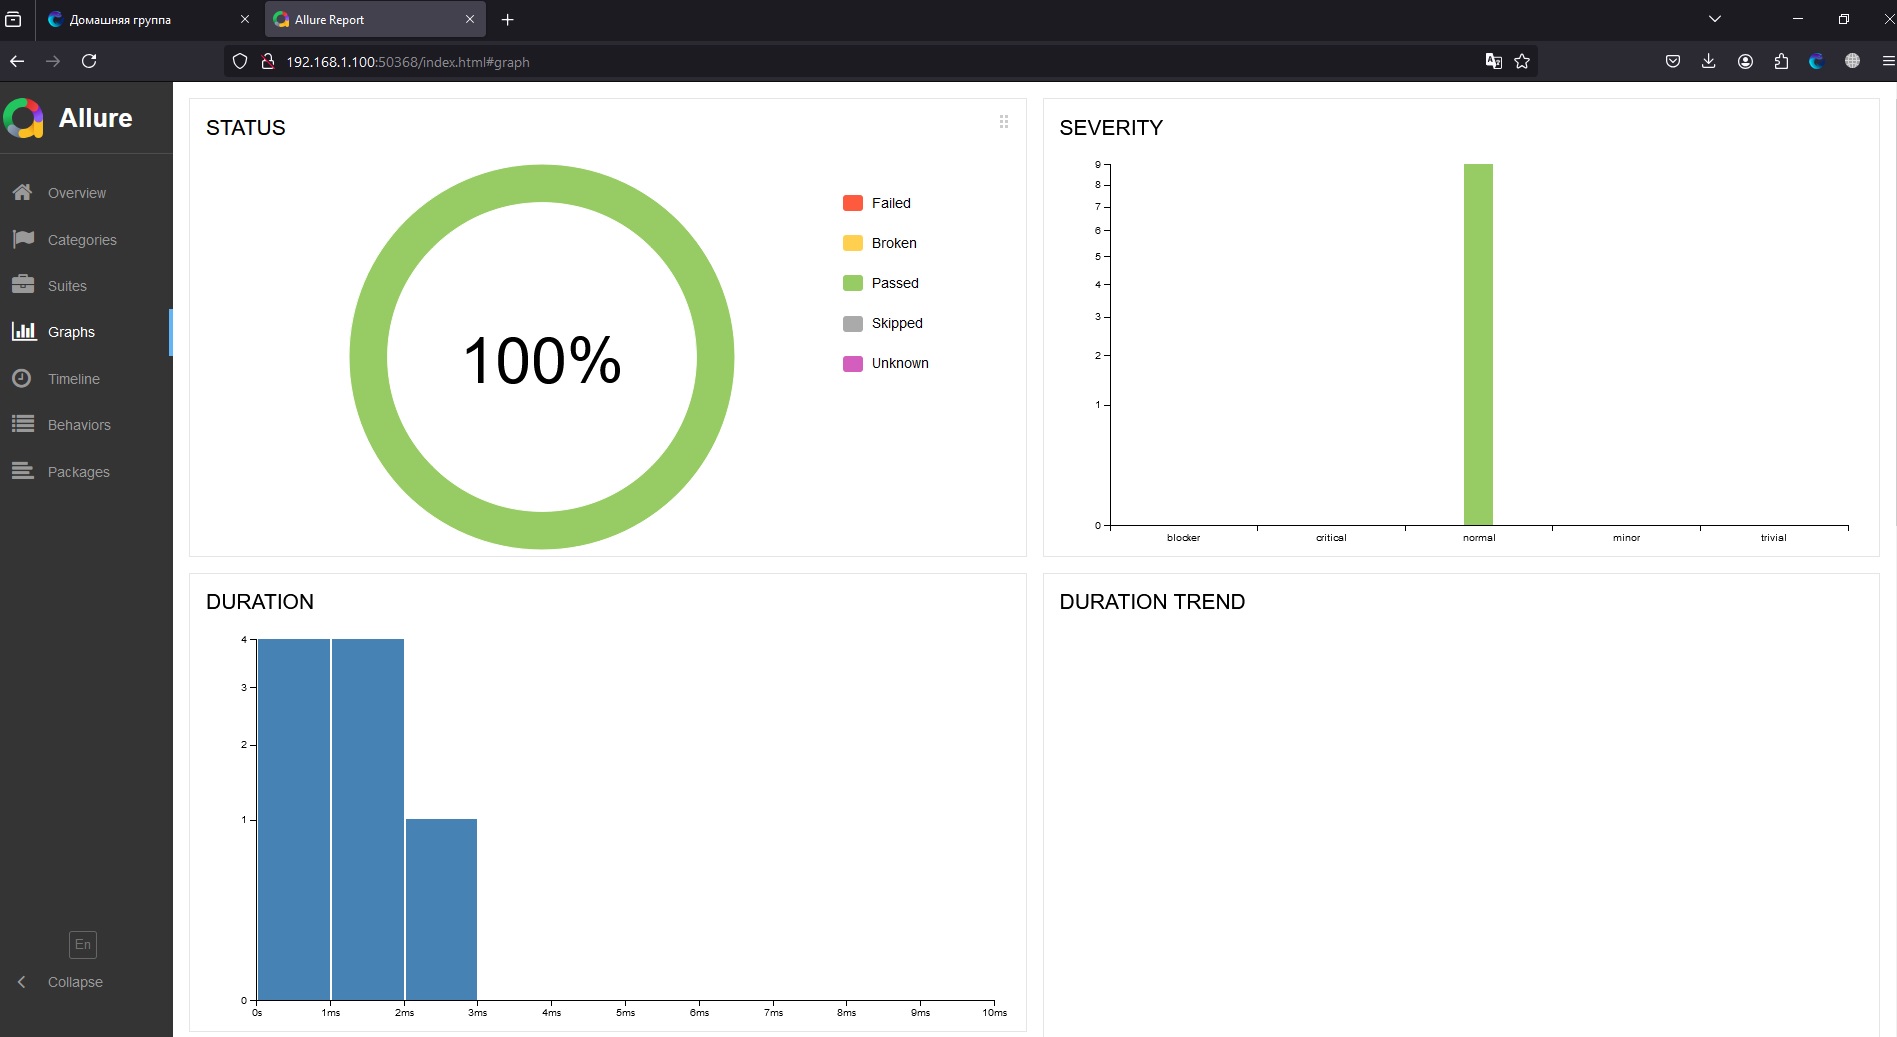 Домашняя группа
Allure Report
192.168.1.100:50368/index.html#graph
Allure
Overview
Categories
Suites
Graphs
Timeline
Behaviors
Packages
En
Collapse
STATUS
100%
Failed
Broken
Passed
Skipped
Unknown
SEVERITY
9
8
7
6
5
4
3
2
1
0
blocker critical normal minor trivial
DURATION
4
3
2
1
0
0s 1ms 2ms 3ms 4ms 5ms 6ms 7ms 8ms 9ms 10ms
DURATION TREND